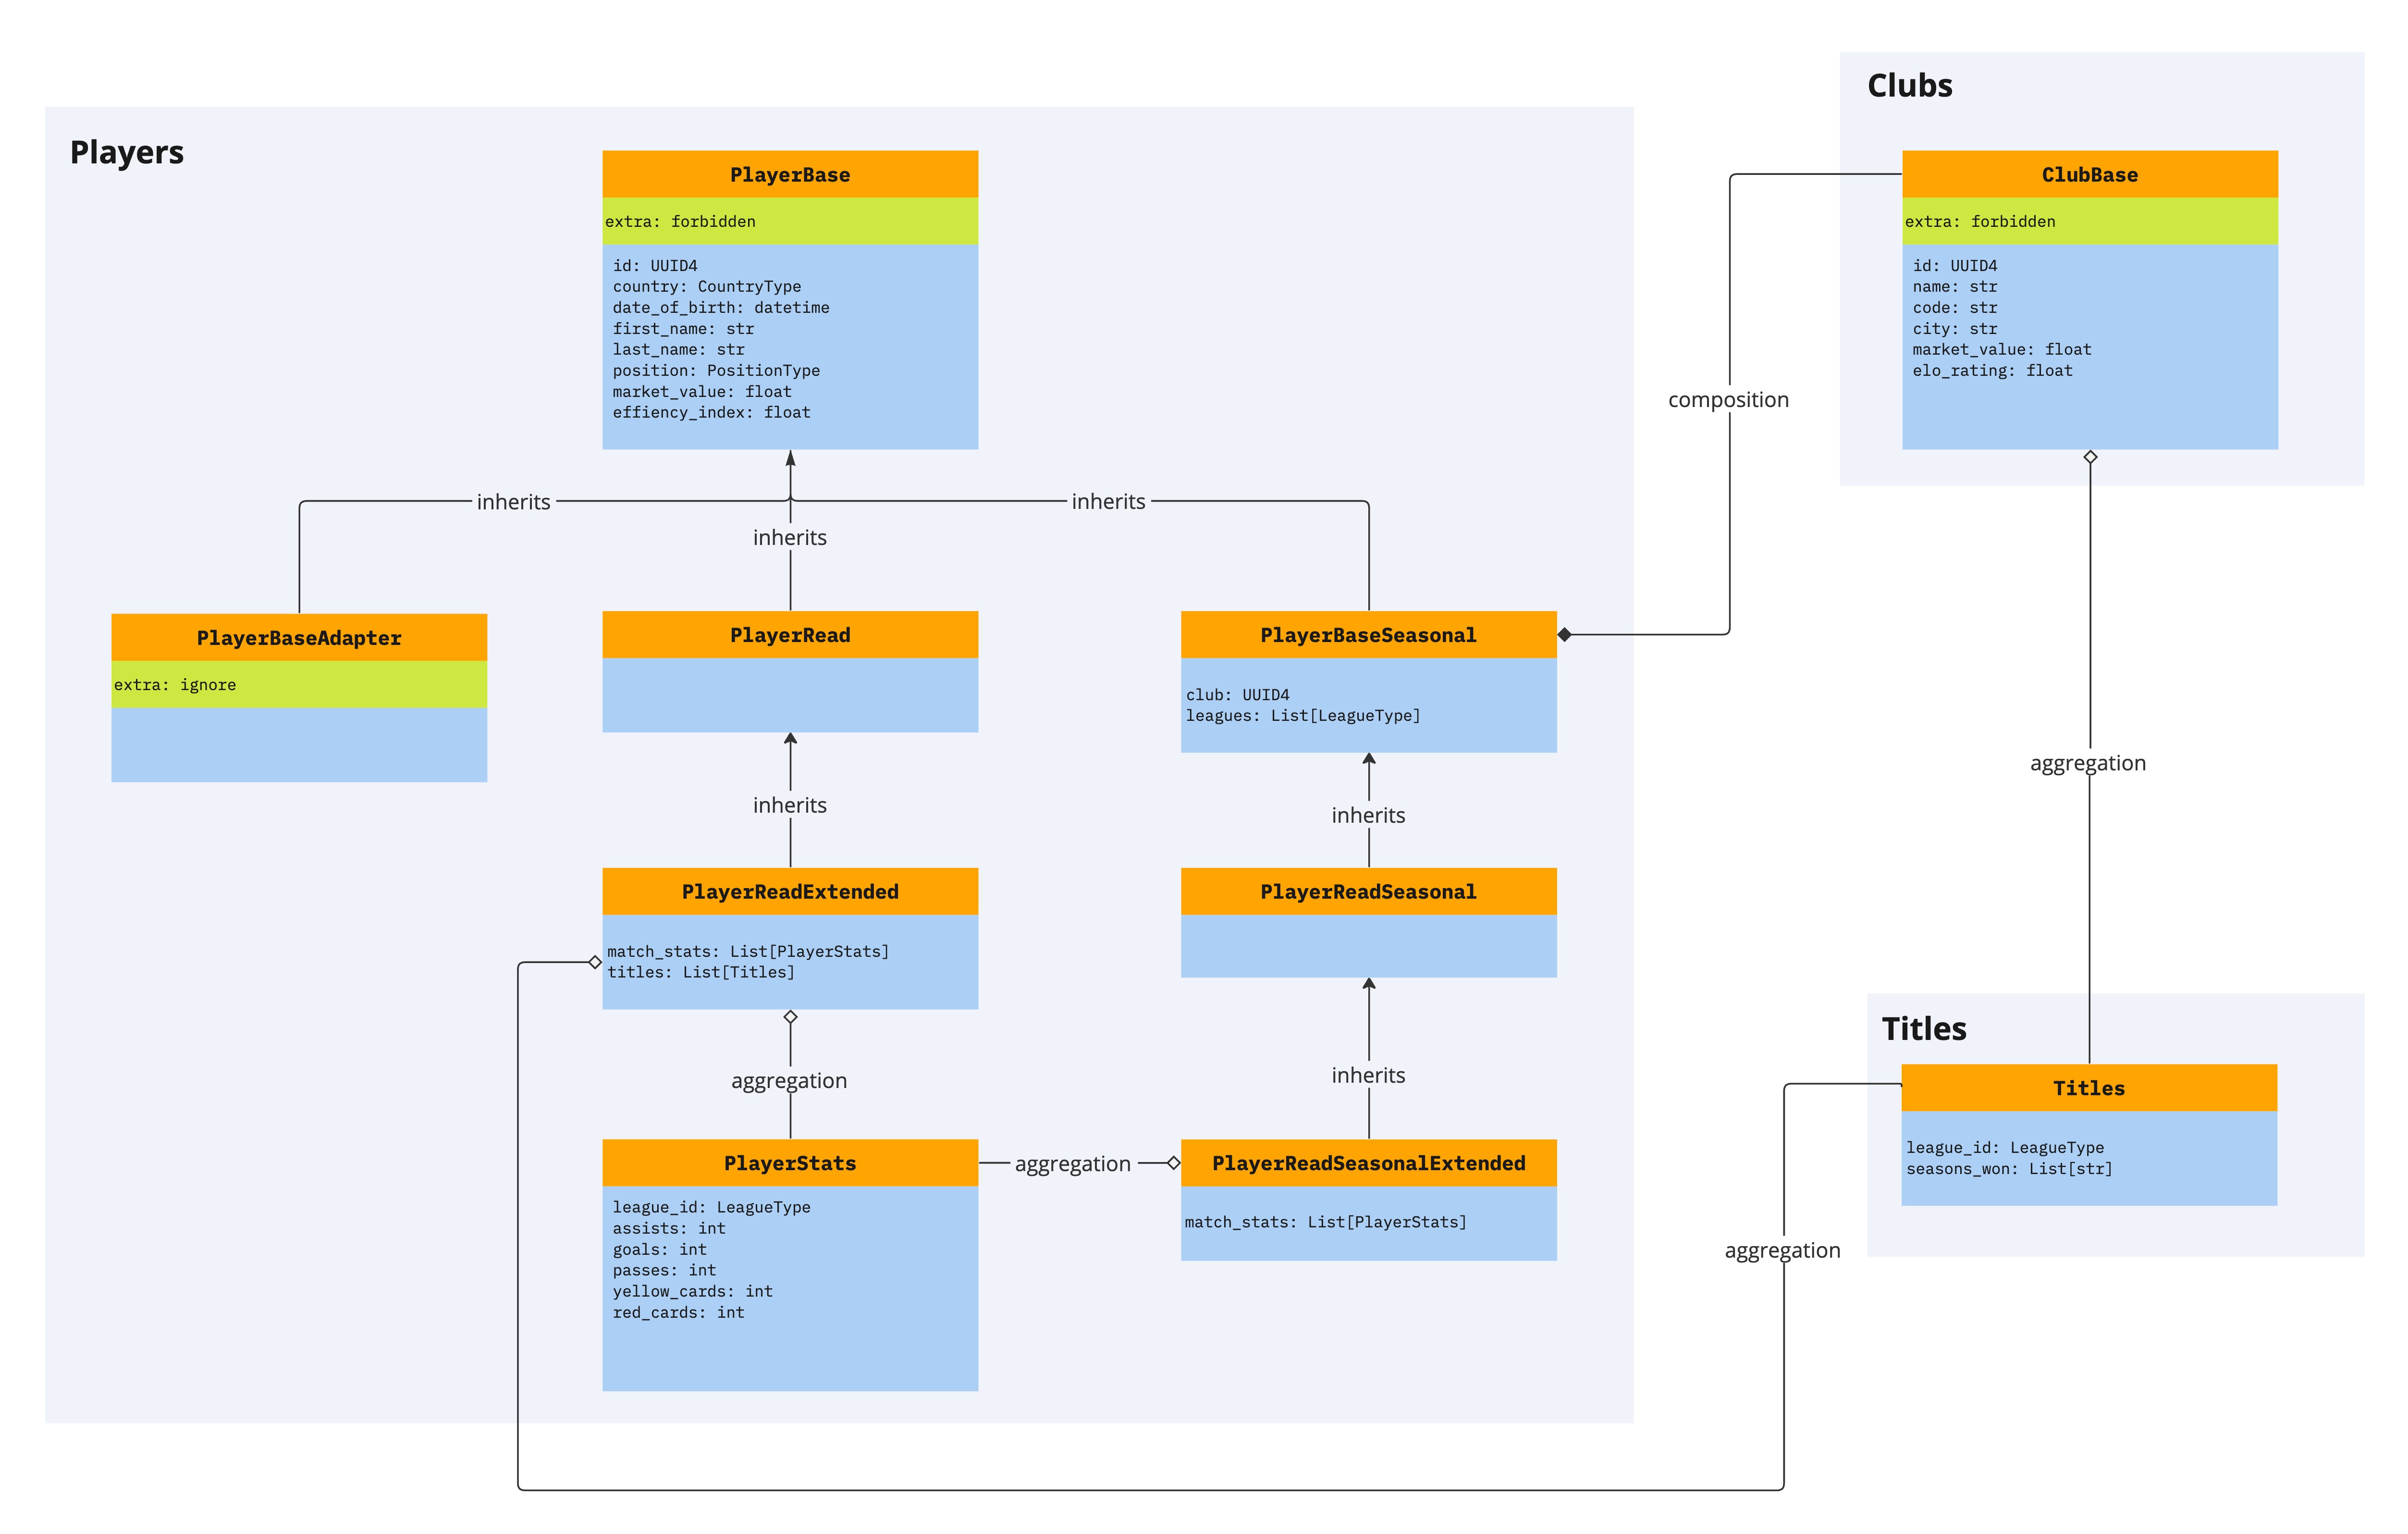 Clubs
Players
PlayerBase
extra: forbidden
id: UUID4
country: CountryType
date_of_birth: datetime
first_name: str
last_name: str
position: PositionType
market_value: float
effiency_index: float
ClubBase
extra: forbidden
id: UUID4
name: str
code: str
city: str
market_value: float
elo_rating: float
composition
inherits
inherits
inherits
PlayerBaseAdapter
extra: ignore
PlayerRead
PlayerBaseSeasonal
club: UUID4
leagues: List[LeagueType]
aggregation
inherits
inherits
PlayerReadExtended
match_stats: List[PlayerStats]
titles: List[Titles]
PlayerReadSeasonal
aggregation
inherits
Titles
Titles
league_id: LeagueType
seasons_won: List[str]
PlayerStats
league_id: LeagueType
assists: int
goals: int
passes: int
yellow_cards: int
red_cards: int
aggregation
PlayerReadSeasonalExtended
match_stats: List[PlayerStats]
aggregation